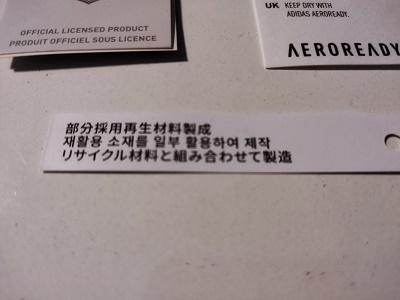 OFFICIAL LICENSED PRODUCT
PRODUIT OFFICIEL SOUS LICENCE
UK KEEP DRY WITH
ADIDAS AEROREADY.
AEROREADY
部分採用再生材料製成
재활용 소재를 일부 활용하여 제작
リサイクル材料と組み合わせて製造